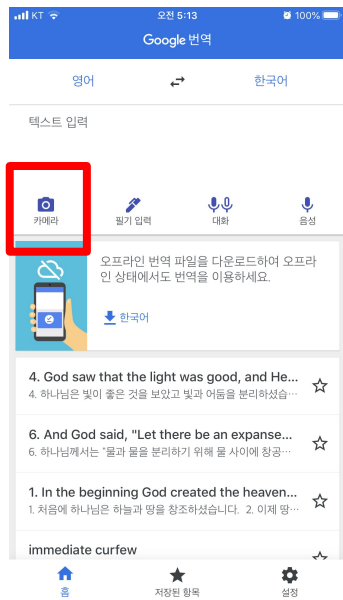 KT 오전 5:13 100%
Google 번역
영어 한국어
텍스트 입력
카메라 필기 입력 대화 음성
오프라인 번역 파일을 다운로드하여 오프라
인 상태에서도 번역을 이용하세요.
한국어
4. God saw that the light was good, and He...
4. 하나님은 빛이 좋은 것을 보았고 빛과 어둠을 분리하셨습…
6. And God said, "Let there be an expanse...
6. 하나님께서는 "물과 물을 분리하기 위해 물 사이에 창공…
1. In the beginning God created the heaven...
1. 처음에 하나님은 하늘과 땅을 창조하셨습니다. 2. 이제 땅…
immediate curfew
홈 저장된 항목 설정